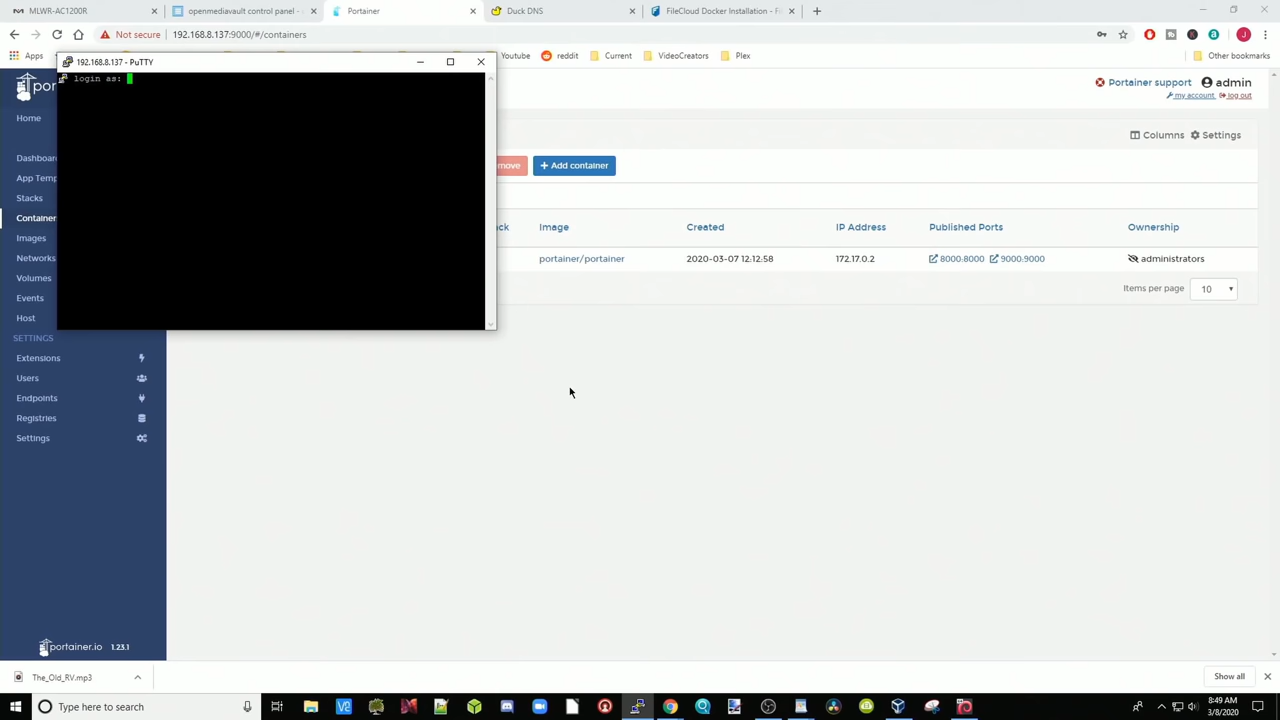 MLWR-AC1200R
openmediavault control panel -
Portainer
Duck DNS
FileCloud Docker Installation - Fi
Not secure
192.168.8.137:9000/#/containers
Apps
Youtube
reddit
Current
VideoCreators
Plex
Other bookmarks
192.168.8.137 - PuTTY
login as:
Portainer support
admin
my account
log out
Home
Dashboar
App Temp
Stacks
Container
Images
Networks
Volumes
Events
Host
SETTINGS
Extensions
Users
Endpoints
Registries
Settings
Columns
Settings
move
Add container
ck
Image
Created
IP Address
Published Ports
Ownership
portainer/portainer
2020-03-07 12:12:58
172.17.0.2
8000:8000
9000:9000
administrators
Items per page
10
portainer.io
1.23.1
The_Old_RV.mp3
Show all
Type here to search
8:49 AM
3/8/2020